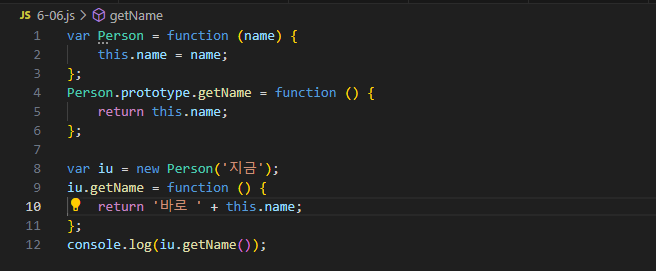 JS 6-06.js > getName
1 var Person = function (name) {
2     this.name = name;
3 };
4 Person.prototype.getName = function () {
5     return this.name;
6 };
7
8 var iu = new Person('지금');
9 iu.getName = function () {
10     return '바로 ' + this.name;
11 };
12 console.log(iu.getName());